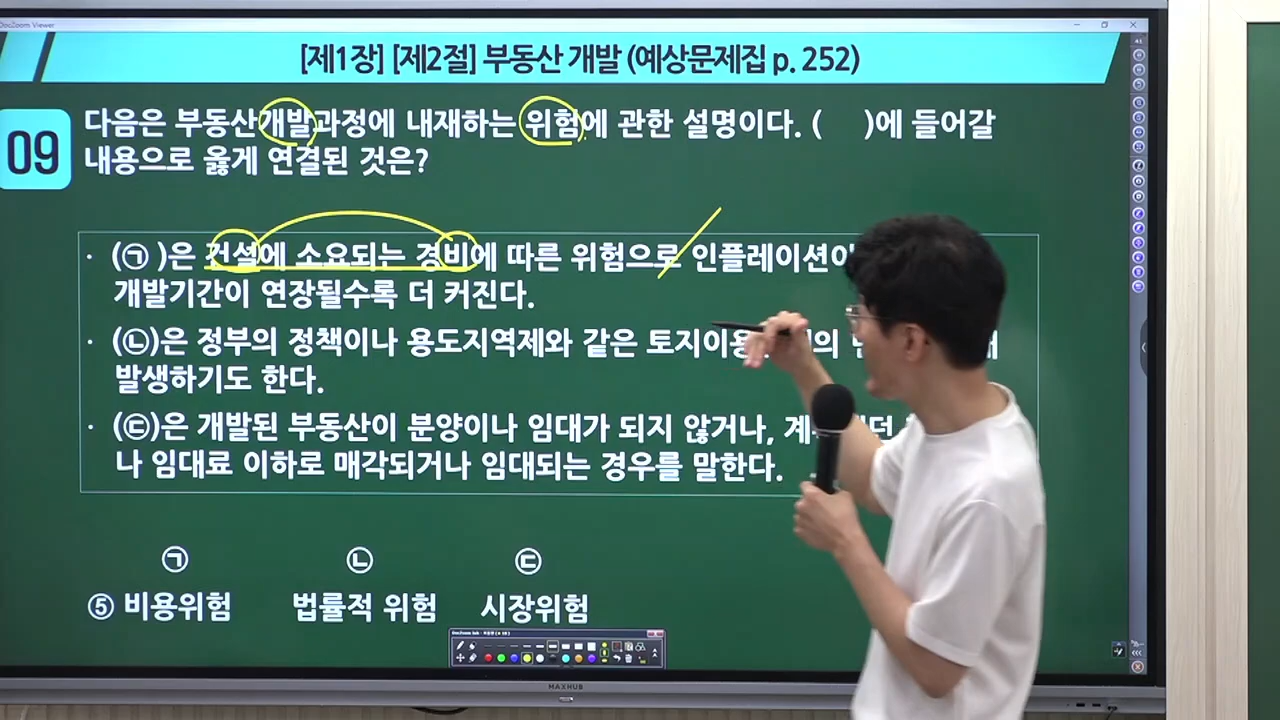 DocZoom Viewer
[제1장] [제2절] 부동산 개발 (예상문제집 p. 252)
09
다음은 부동산개발과정에 내재하는 위험에 관한 설명이다. ( )에 들어갈
내용으로 옳게 연결된 것은?
· (㉠ )은 건설에 소요되는 경비에 따른 위험으로 인플레이션이
개발기간이 연장될수록 더 커진다.
· (㉡)은 정부의 정책이나 용도지역제와 같은 토지이용
발생하기도 한다.
· (㉢)은 개발된 부동산이 분양이나 임대가 되지 않거나,
나 임대료 이하로 매각되거나 임대되는 경우를 말한다.
㉠ ㉡ ㉢
⑤ 비용위험 법률적 위험 시장위험
MAXHUB